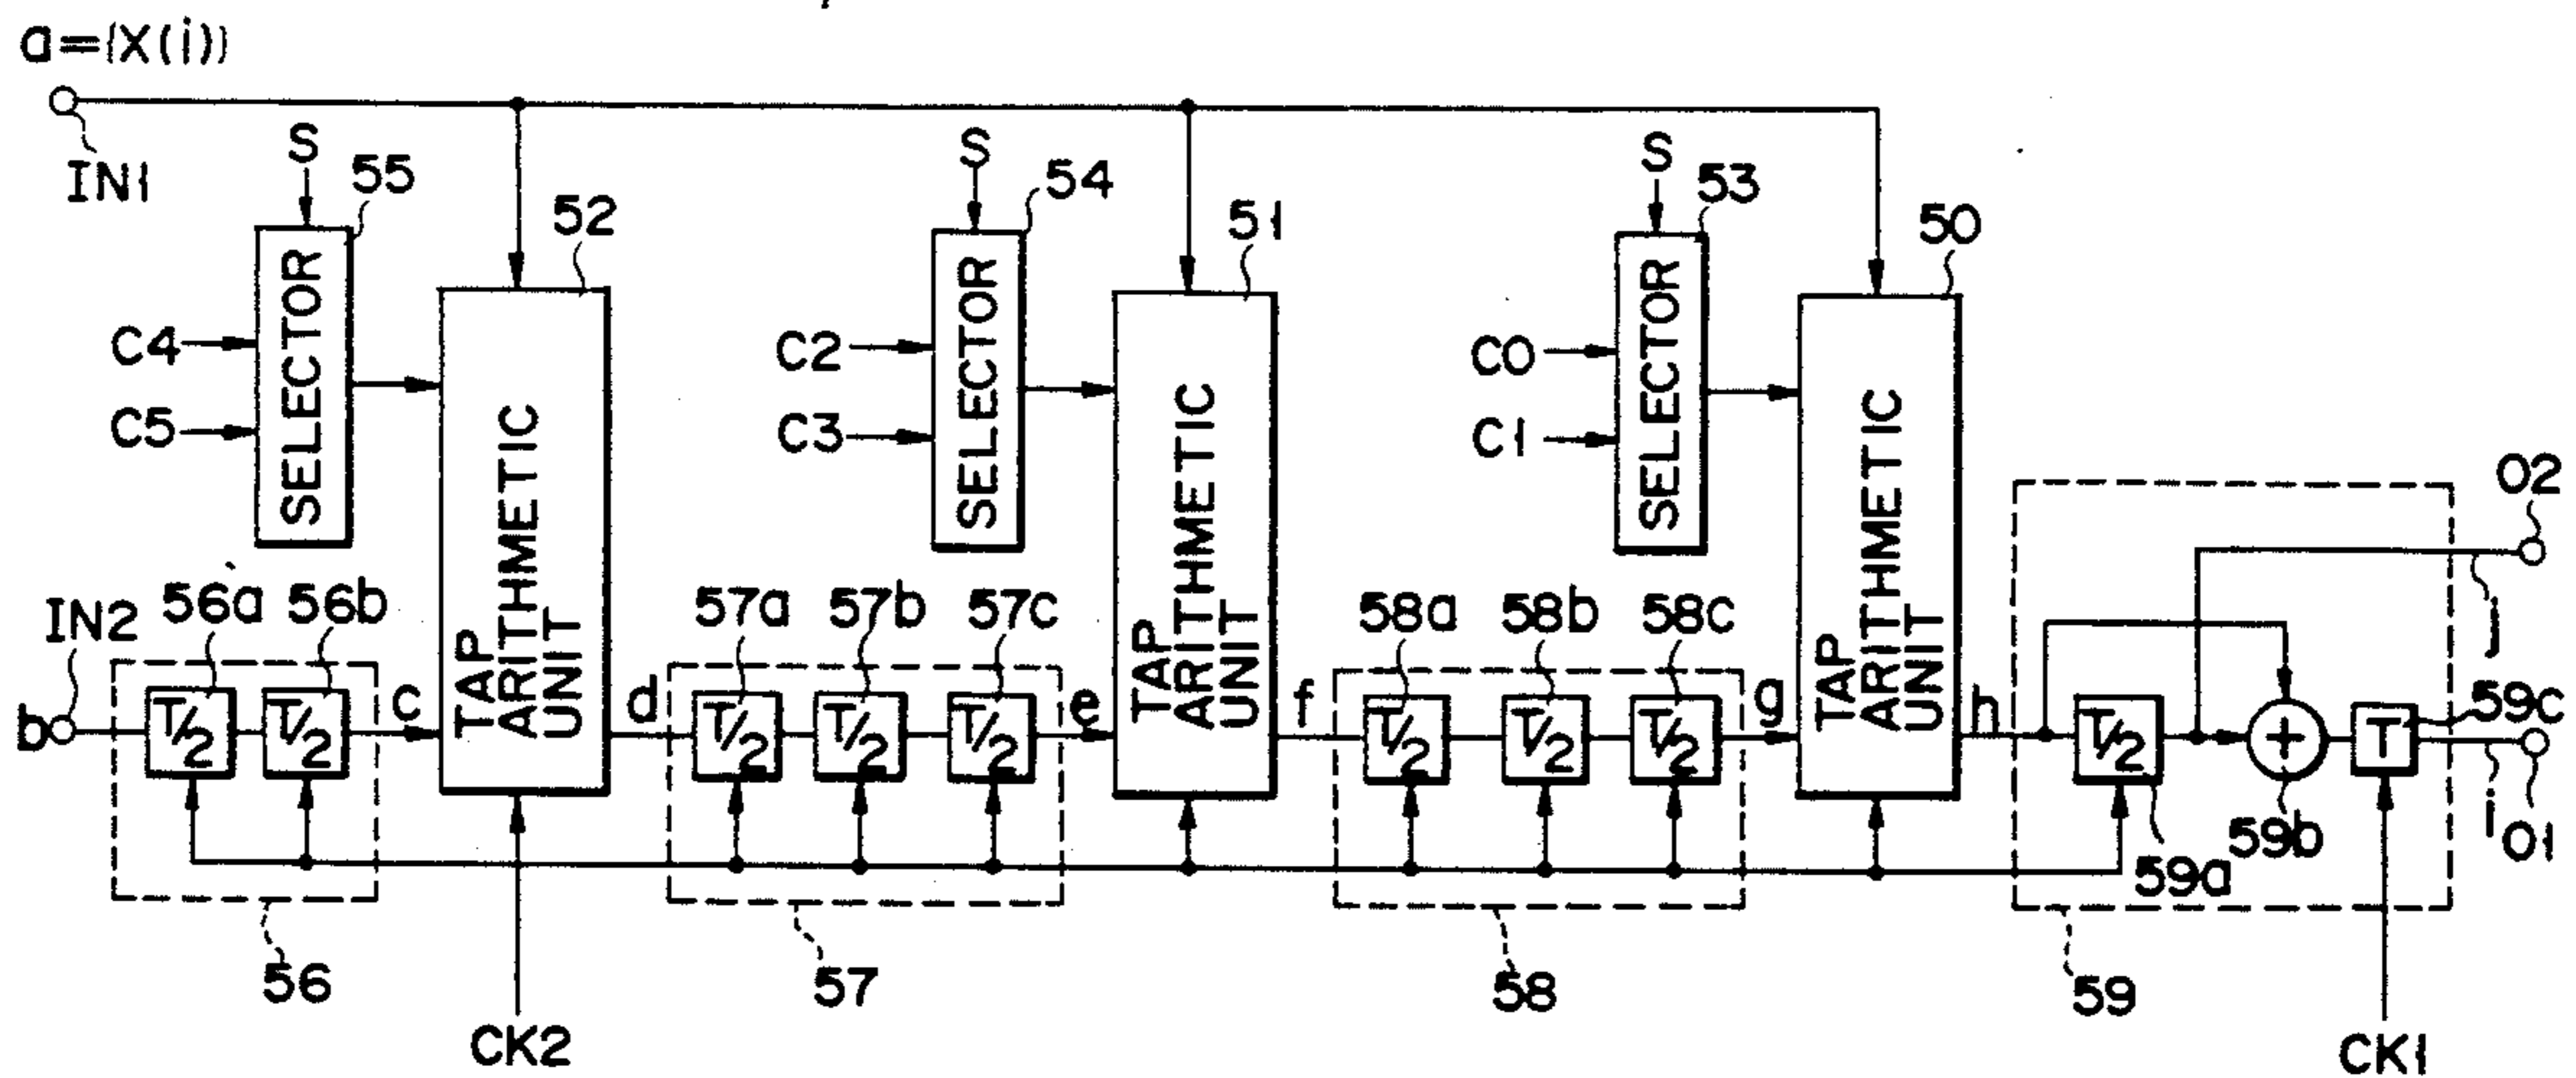 a={X(i)}
IN1
S
55
52
S
54
51
S
53
50
SELECTOR
SELECTOR
SELECTOR
C4
C5
C2
C3
C0
C1
TAP ARITHMETIC UNIT
TAP ARITHMETIC UNIT
TAP ARITHMETIC UNIT
O2
j
IN2
56a
56b
57a
57b
57c
58a
58b
58c
b
T/2
T/2
c
d
T/2
T/2
T/2
e
f
T/2
T/2
T/2
g
h
T/2
+
T
59c
i
O1
59b
59a
56
57
58
59
CK2
CK1